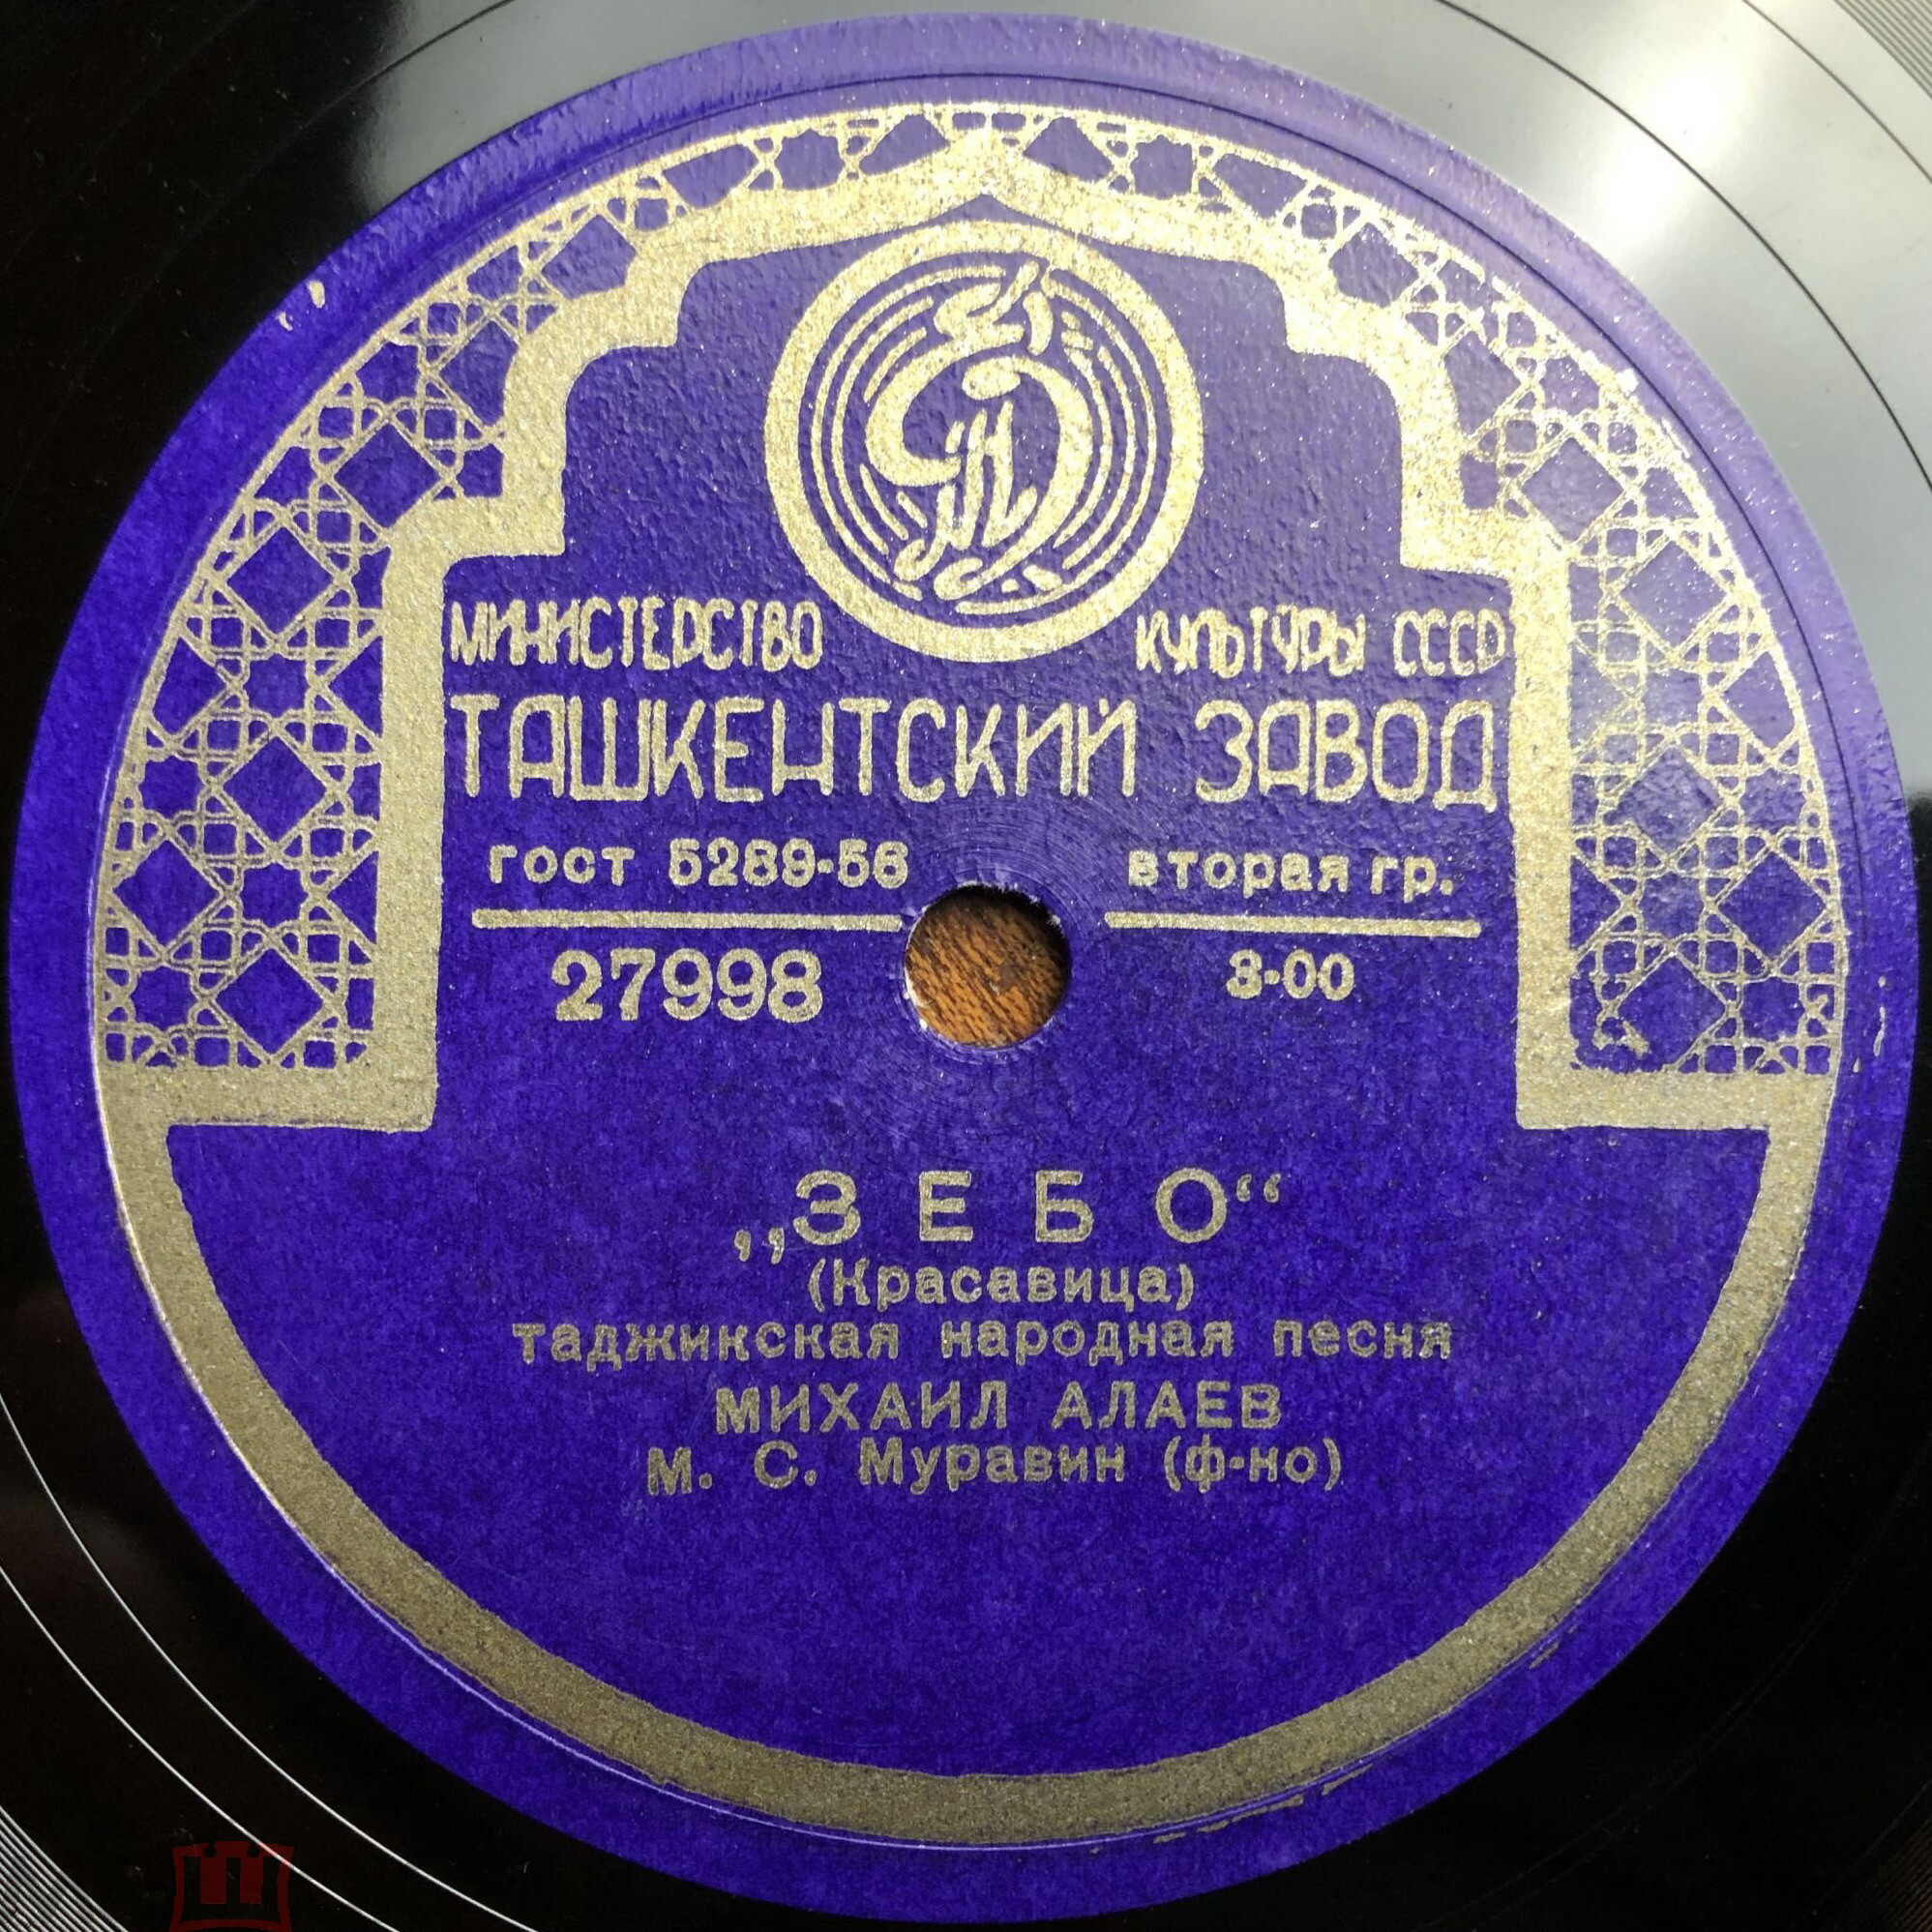 МИНИСТЕРСТВО КУЛЬТУРЫ СССР
ТАШКЕНТСКИЙ ЗАВОД
гост 5289-56 вторая гр.
27998 3-00
„ЗЕБО“
(Красавица)
таджикская народная песня
МИХАИЛ АЛАЕВ
М. С. Муравин (ф-но)